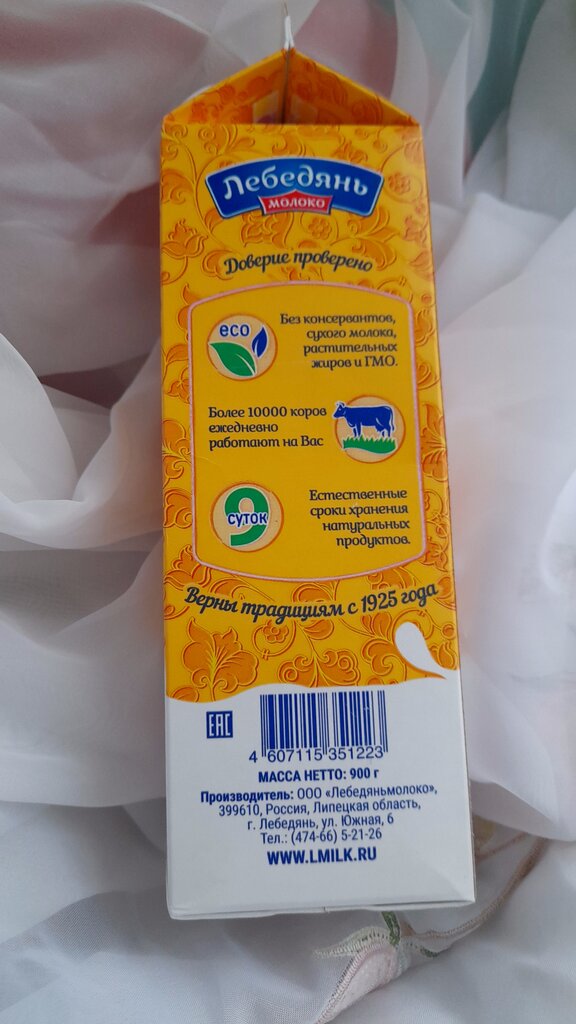 Лебедянь
МОЛОКО
Доверие проверено
eco
Без консервантов,
сухого молока,
растительных
жиров и ГМО.
Более 10000 коров
ежедневно
работают на Вас
9
суток
Естественные
сроки хранения
натуральных
продуктов.
Верны традициям с 1925 года
EAC
4 607115 351223
МАССА НЕТТО: 900 г
Производитель: ООО «Лебедяньмолоко»,
399610, Россия, Липецкая область,
г. Лебедянь, ул. Южная, 6
Тел.: (474-66) 5-21-26
WWW.LMILK.RU